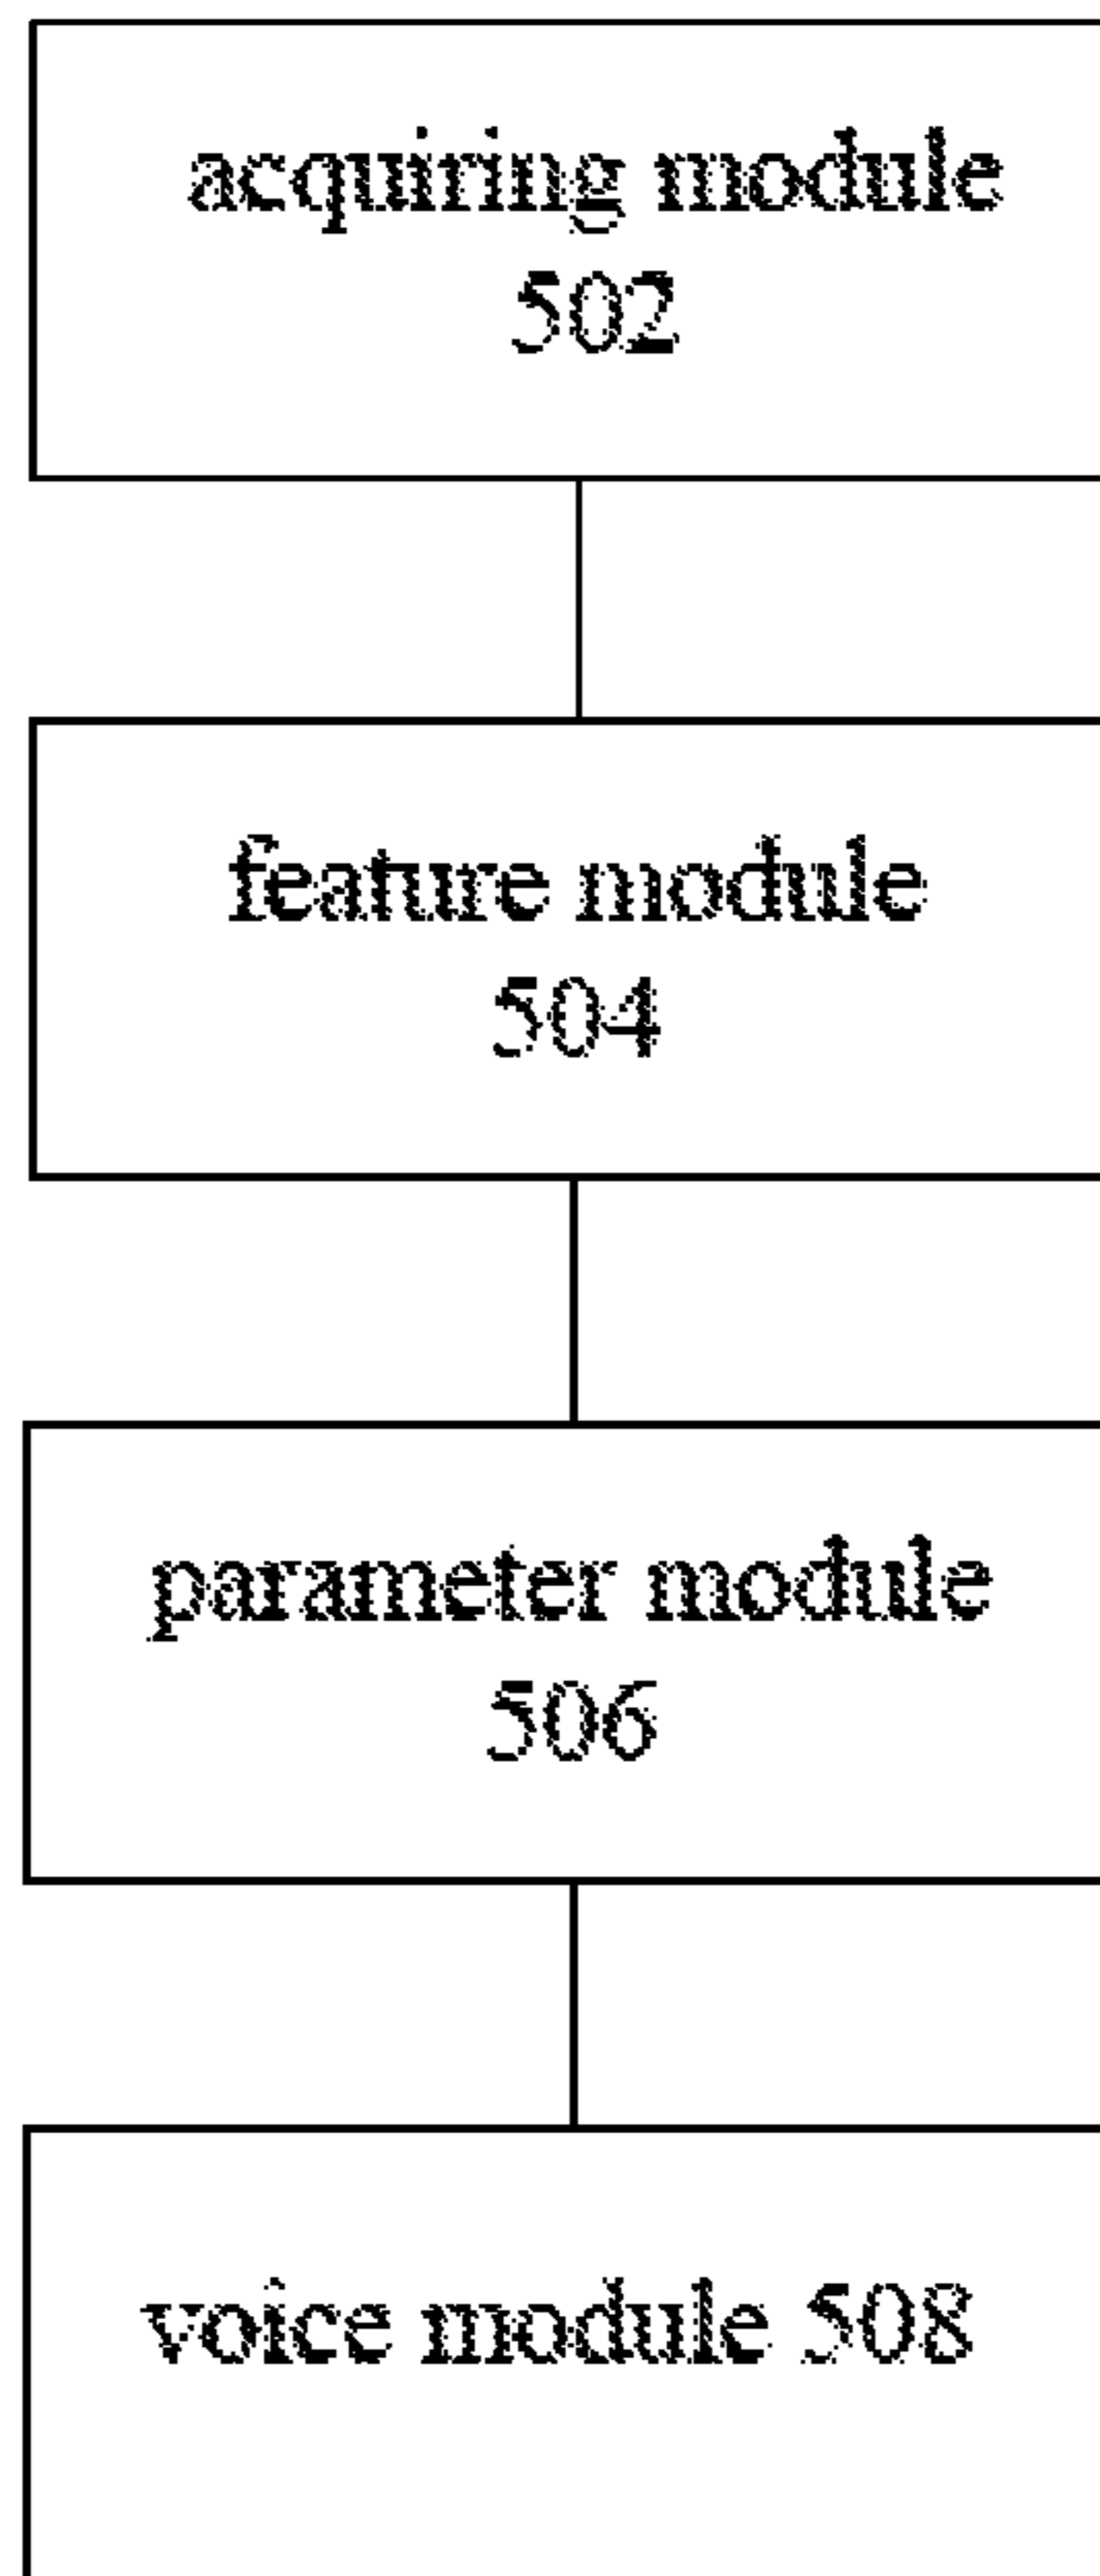 acquiring module
502
feature module
504
parameter module
506
voice module 508